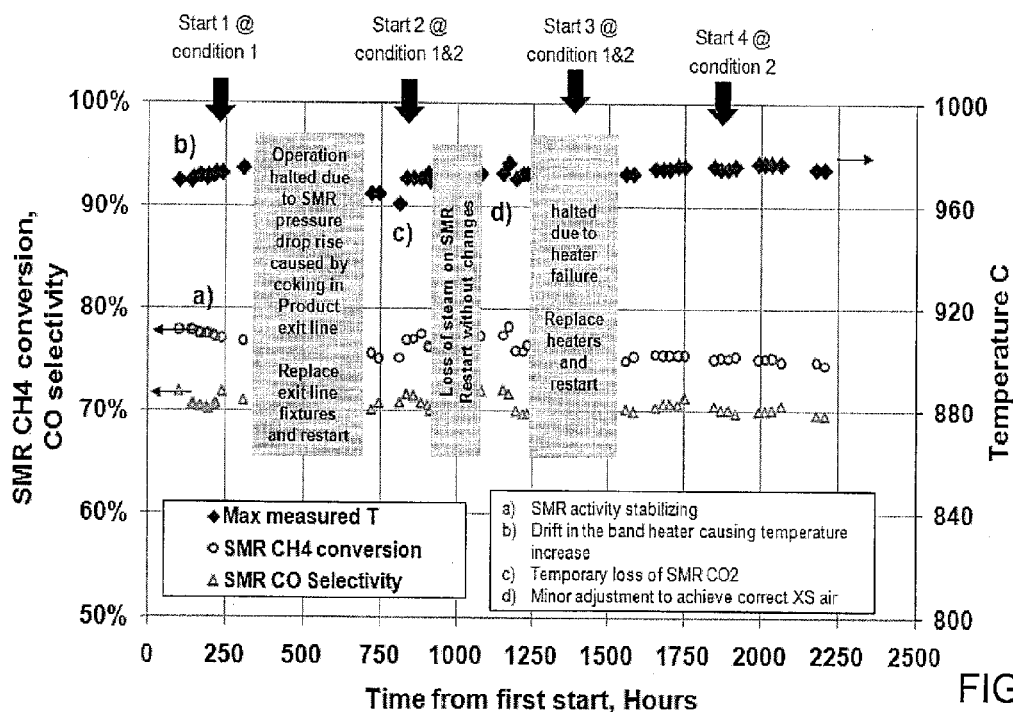 Start 1 @
condition 1
Start 2 @
condition 1&2
Start 3 @
condition 1&2
Start 4 @
condition 2
100%
90%
80%
70%
60%
50%
SMR CH4 conversion,
CO selectivity
1000
960
920
880
840
800
Temperature C
b)
a)
c)
d)
Operation
halted due
to SMR
pressure
drop rise
caused by
coking in
Product
exit line
Replace
exit line
fixtures
and restart
Loss of steam on SMR
Restart without changes
halted
due to
heater
failure.
Replace
heaters
and
restart
Max measured T
SMR CH4 conversion
SMR CO Selectivity
a) SMR activity stabilizing
b) Drift in the band heater causing temperature
increase
c) Temporary loss of SMR CO2
d) Minor adjustment to achieve correct XS air
0 250 500 750 1000 1250 1500 1750 2000 2250 2500
Time from first start, Hours
FIG